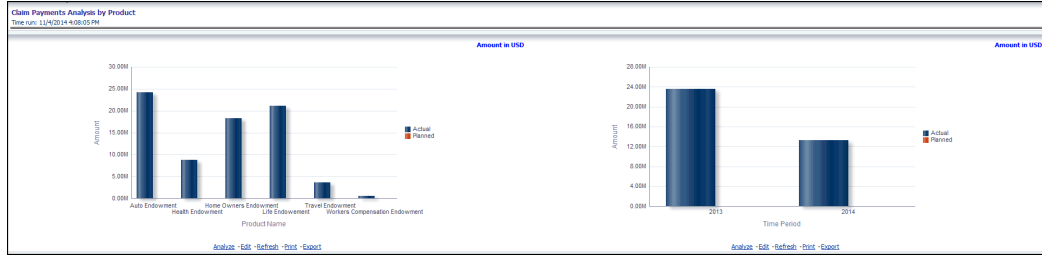 Claim Payments Analysis by Product
Time run: 11/4/2014 4:08:05 PM
Amount in USD
30.00M
25.00M
20.00M
15.00M
10.00M
5.00M
0.00M
Amount
Auto Endowment
Home Owners Endowment
Travel Endowment
Health Endowment
Life Endowement
Workers Compensation Endowment
Product Name
Actual
Planned
Analyze - Edit - Refresh - Print - Export
Amount in USD
28.00M
24.00M
20.00M
16.00M
12.00M
8.00M
4.00M
0.00M
Amount
2013
2014
Time Period
Actual
Planned
Analyze - Edit - Refresh - Print - Export